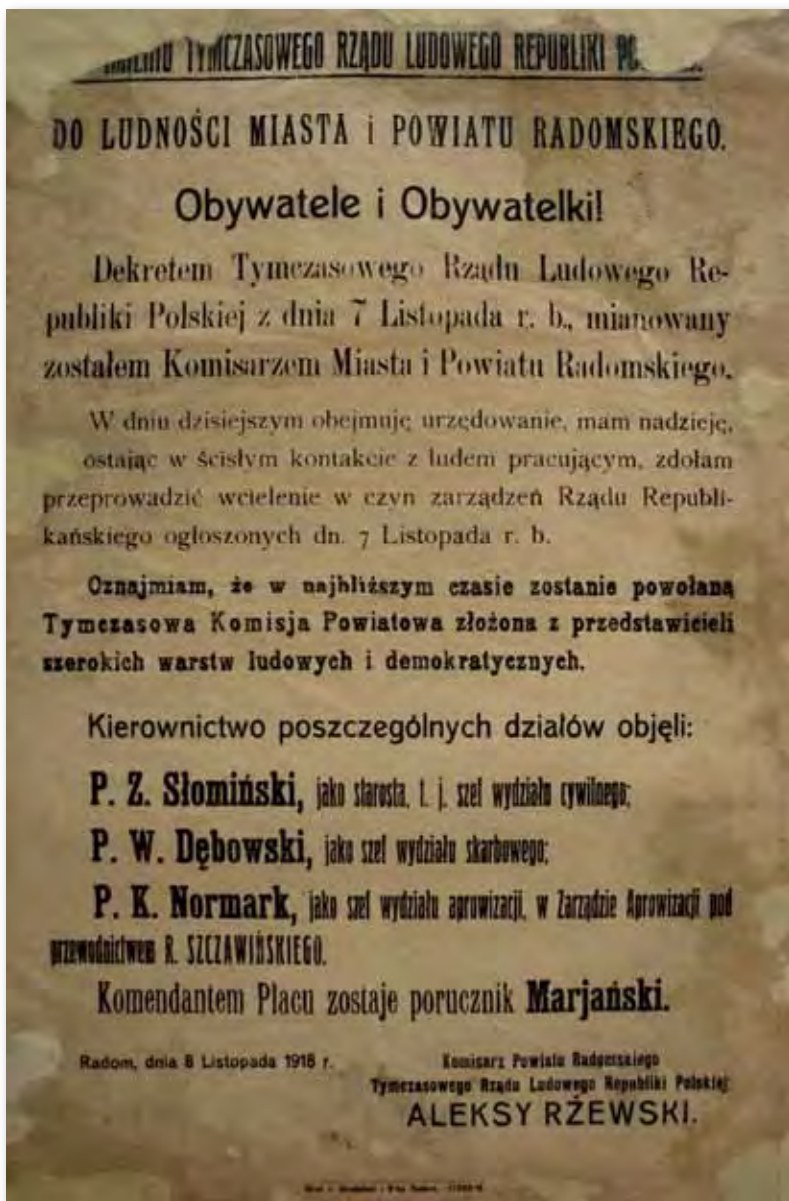 TYMCZASOWEGO RZĄDU LUDOWEGO REPUBLIKI
DO LUDNOŚCI MIASTA i POWIATU RADOMSKIEGO.
Obywatele i Obywatelki!
Dekretem Tymczasowego Rządu Ludowego Re-
publiki Polskiej z dnia 7 Listopada r. b., mianowany
zostałem Komisarzem Miasta i Powiatu Radomskiego.
W dniu dzisiejszym obejmuję urzędowanie, mam nadzieję,
ostając w ścisłym kontakcie z ludem pracującym, zdołam
przeprowadzić wcielenie w czyn zarządzeń Rządu Republi-
kańskiego ogłoszonych dn. 7 Listopada r. b.
Oznajmiam, że w najbliższym czasie zostanie powołaną
Tymczasowa Komisja Powiatowa złożona z przedstawicieli
szerokich warstw ludowych i demokratycznych.
Kierownictwo poszczególnych działów objęli:
P. Z. Słomiński, jako starosta, t. j. szef wydziału cywilnego;
P. W. Dębowski, jako szef wydziału skarbowego;
P. K. Normark, jako szef wydziału aprowizacji, w Zarządzie Aprowizacji pod
przewodnictwem R. SZCZAWIŃSKIEGO.
Komendantem Placu zostaje porucznik Marjański.
Radom, dnia 8 Listopada 1918 r.
Komisarz Powiatu Radomskiego
Tymczasowego Rządu Ludowego Republiki Polskiej
ALEKSY RŻEWSKI.